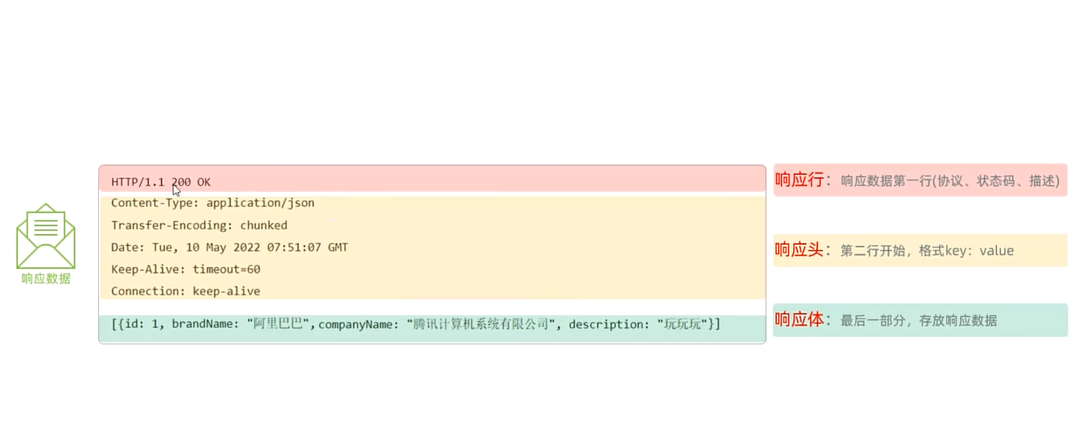 HTTP/1.1 200 OK
响应行：响应数据第一行(协议、状态码、描述)
Content-Type: application/json
Transfer-Encoding: chunked
Date: Tue, 10 May 2022 07:51:07 GMT
Keep-Alive: timeout=60
Connection: keep-alive
响应头：第二行开始，格式key：value
响应数据
[{id: 1, brandName: "阿里巴巴",companyName: "腾讯计算机系统有限公司", description: "玩玩玩"}]
响应体：最后一部分，存放响应数据